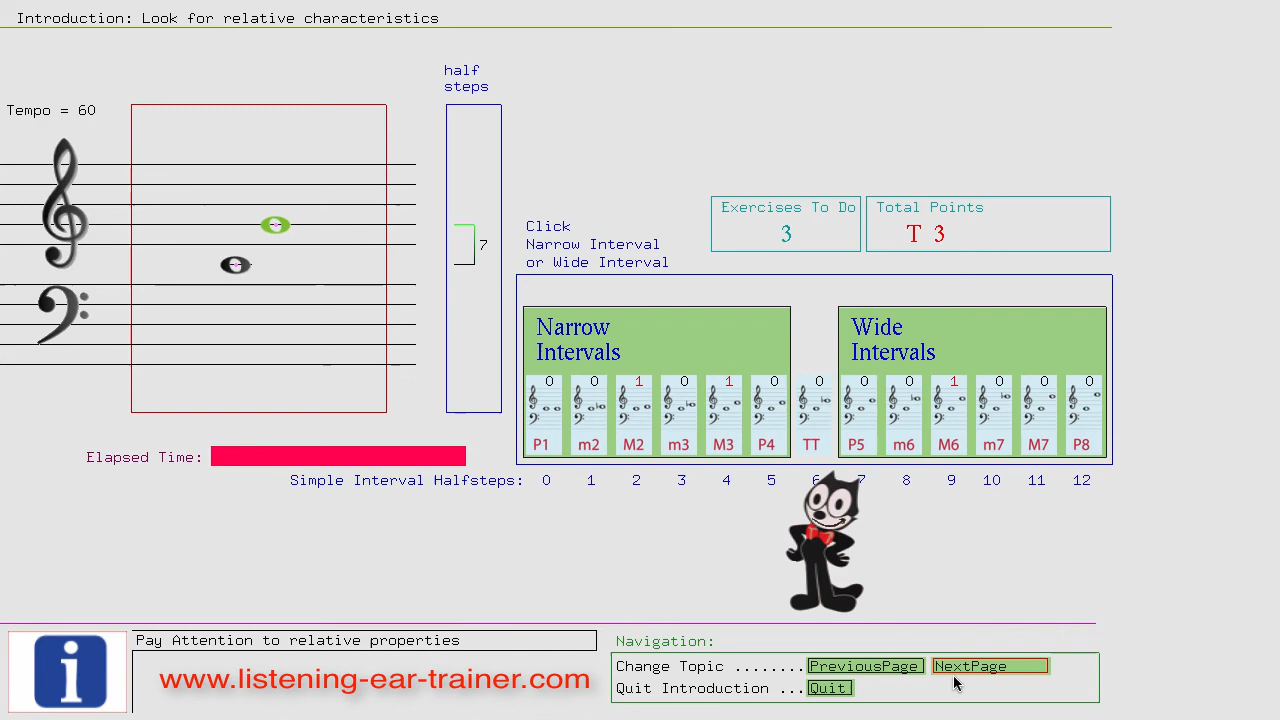 Introduction: Look for relative characteristics
half
steps
Tempo = 60
7
Click
Narrow Interval
or Wide Interval
Exercises To Do
3
Total Points
T 3
Narrow
Intervals
Wide
Intervals
0 0 1 0 1 0 0 0 0 1 0 0 0
P1 m2 M2 m3 M3 P4 TT P5 m6 M6 m7 M7 P8
Elapsed Time:
Simple Interval Halfsteps: 0 1 2 3 4 5 6 7 8 9 10 11 12
i
Pay Attention to relative properties
www.listening-ear-trainer.com
Navigation:
Change Topic ........ PreviousPage NextPage
Quit Introduction ... Quit